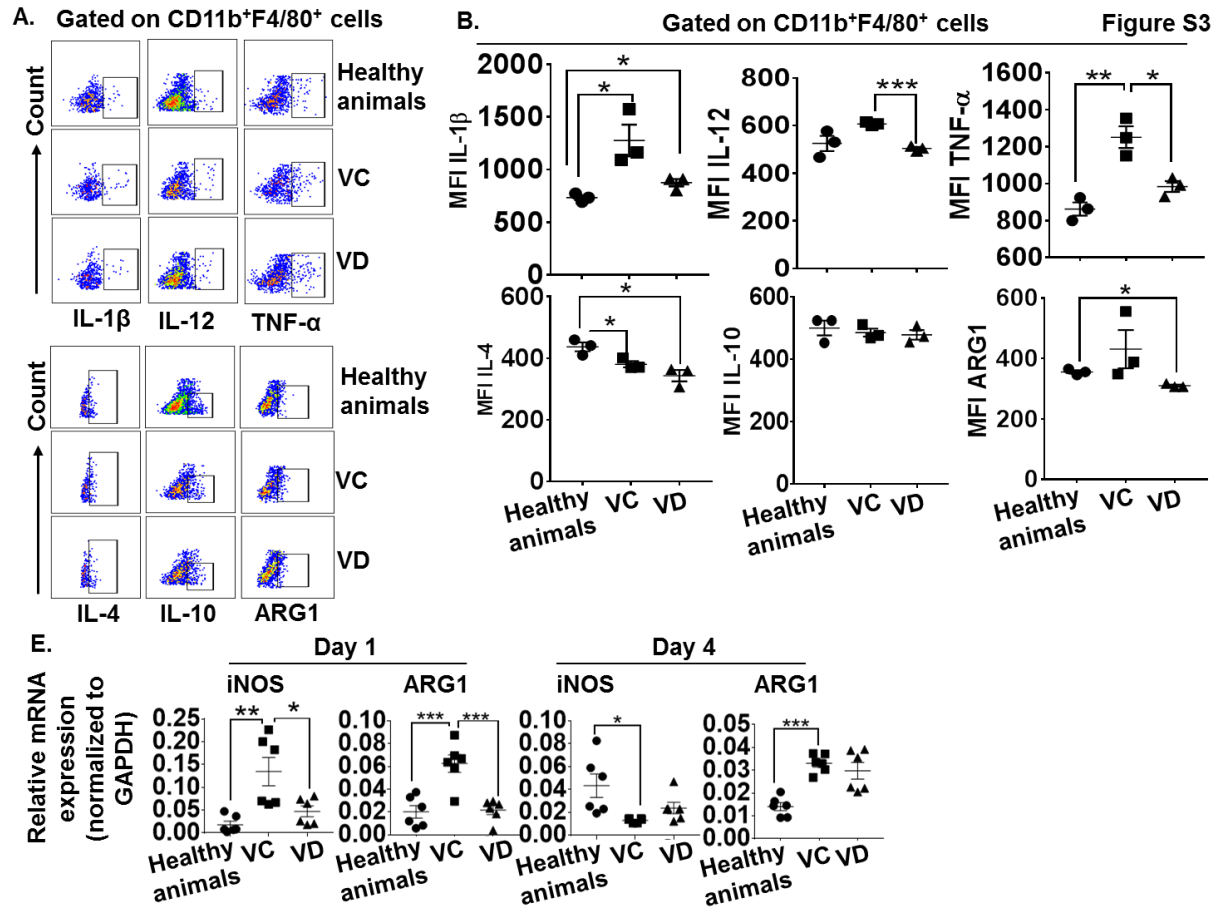 A.
Gated on CD11b⁺F4/80⁺ cells
Count
Healthy
animals
VC
VD
IL-1β IL-12 TNF-α
Count
Healthy
animals
VC
VD
IL-4 IL-10 ARG1
B.
Gated on CD11b⁺F4/80⁺ cells
Figure S3
MFI IL-1β
2000
1500
1000
500
0
*
*
MFI IL-12
800
600
400
200
0
***
MFI TNF-α
1600
1400
1200
1000
800
600
** *
MFI IL-4
600
400
200
0
*
*
Healthy
animals
VC
VD
MFI IL-10
600
400
200
0
Healthy
animals
VC
VD
MFI ARG1
600
400
200
0
*
Healthy
animals
VC
VD
E.
Relative mRNA
expression
(normalized to
GAPDH)
Day 1
iNOS
0.25
0.20
0.15
0.10
0.05
0.00
** *
Healthy
animals
VC
VD
ARG1
0.10
0.08
0.06
0.04
0.02
0.00
*** ***
Healthy
animals
VC
VD
Day 4
iNOS
0.10
0.08
0.06
0.04
0.02
0.00
*
Healthy
animals
VC
VD
ARG1
0.05
0.04
0.03
0.02
0.01
0.00
***
Healthy
animals
VC
VD